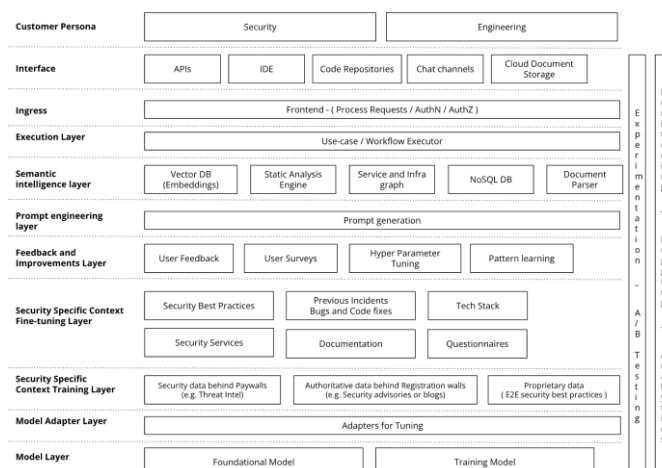 Customer Persona
Security
Engineering
Interface
APIs
IDE
Code Repositories
Chat channels
Cloud Document
Storage
Ingress
Frontend - ( Process Requests / AuthN / AuthZ )
Execution Layer
Use-case / Workflow Executor
Semantic
intelligence layer
Vector DB
(Embeddings)
Static Analysis
Engine
Service and Infra
graph
NoSQL DB
Document
Parser
Prompt engineering
layer
Prompt generation
Feedback and
Improvements Layer
User Feedback
User Surveys
Hyper Parameter
Tuning
Pattern learning
Security Specific Context
Fine-tuning Layer
Security Best Practices
Previous Incidents
Bugs and Code fixes
Tech Stack
Security Services
Documentation
Questionnaires
Security Specific
Context Training Layer
Security data behind Paywalls
(e.g. Threat Intel)
Authoritative data behind Registration walls
(e.g. Security advisories or blogs)
Proprietary data
( E2E security best practices )
Model Adapter Layer
Adapters for Tuning
Model Layer
Foundational Model
Training Model
Experimentation – A/B Testing